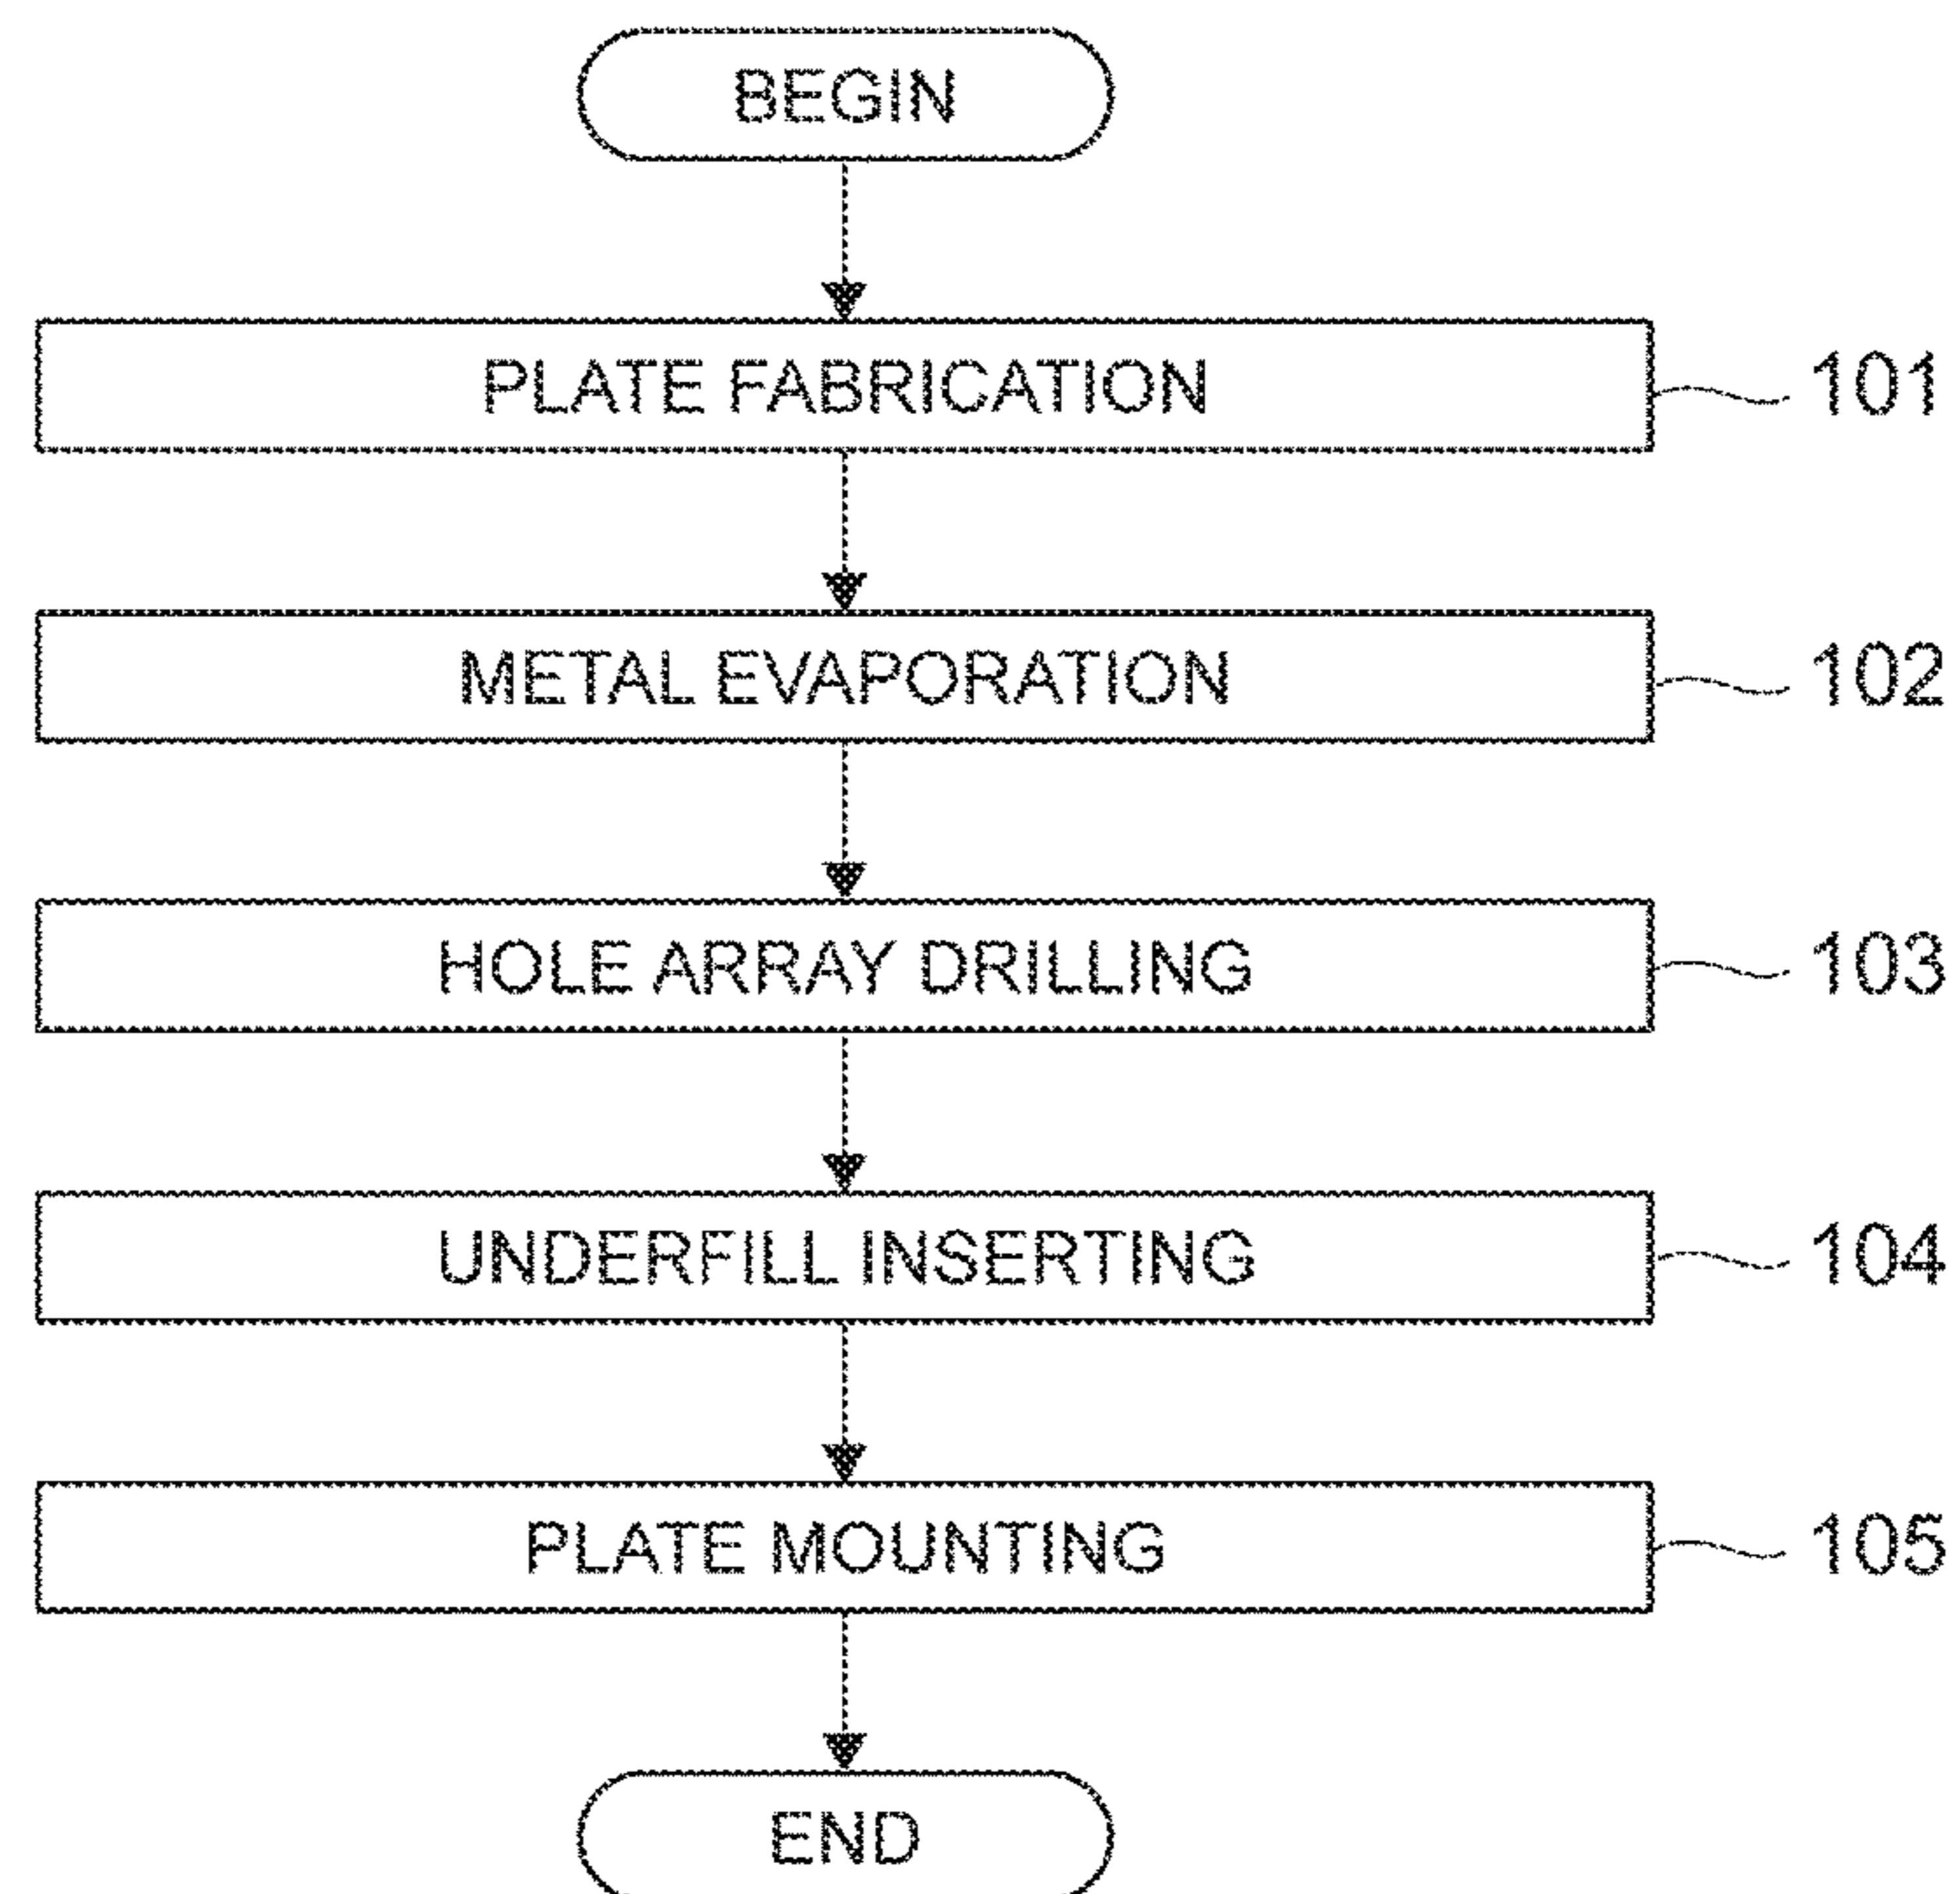 BEGIN
PLATE FABRICATION 101
METAL EVAPORATION 102
HOLE ARRAY DRILLING 103
UNDERFILL INSERTING 104
PLATE MOUNTING 105
END